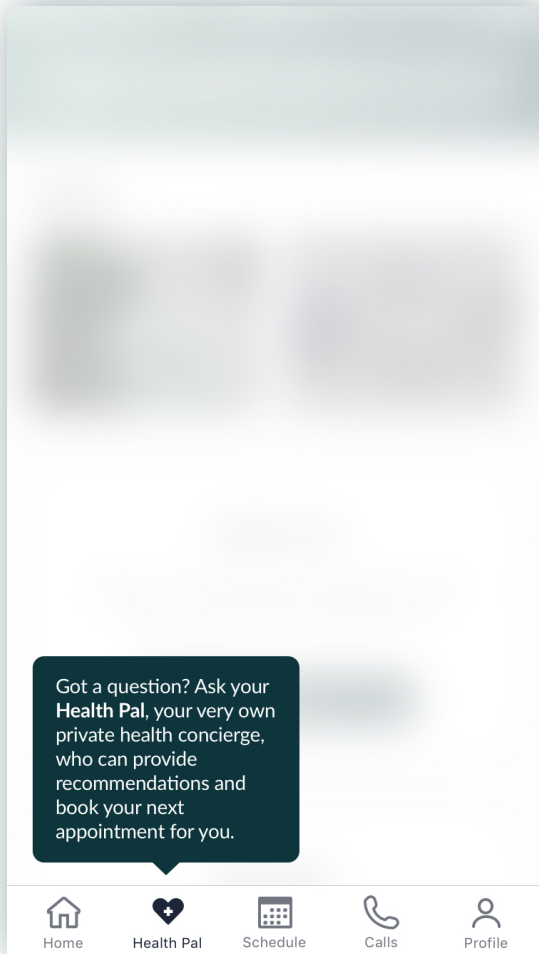 Got a question? Ask your
Health Pal, your very own
private health concierge,
who can provide
recommendations and
book your next
appointment for you.
Home
Health Pal
Schedule
Calls
Profile